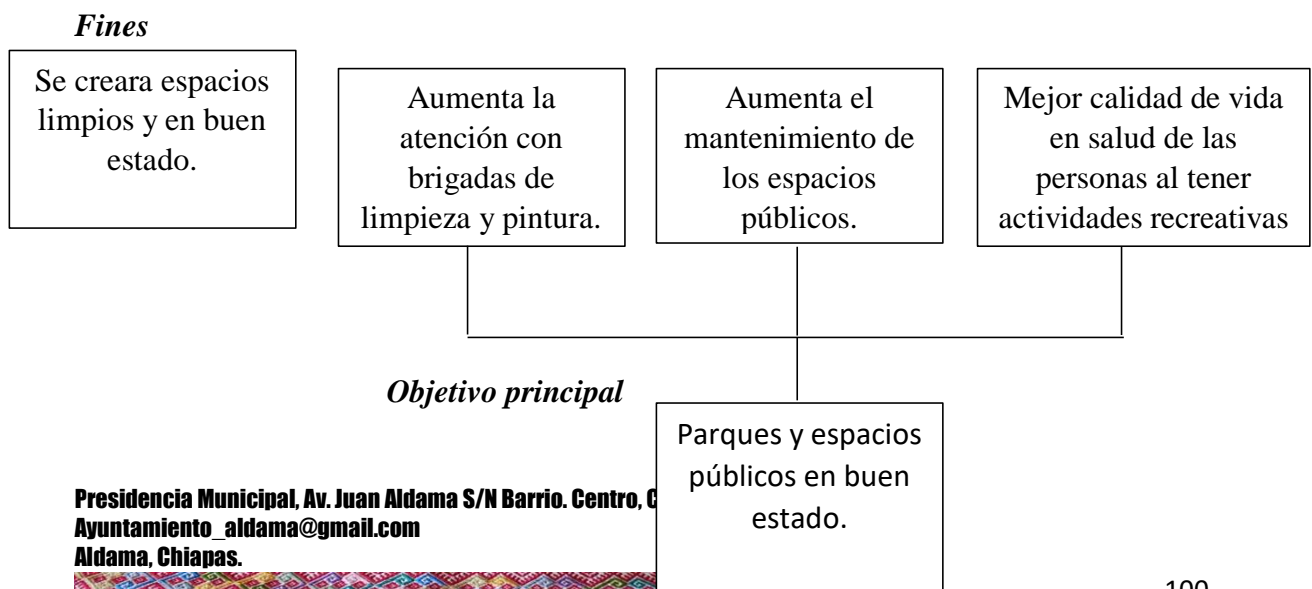 Fines
Se creara espacios
limpios y en buen
estado.
Aumenta la
atención con
brigadas de
limpieza y pintura.
Aumenta el
mantenimiento de
los espacios
públicos.
Mejor calidad de vida
en salud de las
personas al tener
actividades recreativas
Objetivo principal
Parques y espacios
públicos en buen
estado.
Presidencia Municipal, Av. Juan Aldama S/N Barrio. Centro, C
Ayuntamiento_aldama@gmail.com
Aldama, Chiapas.